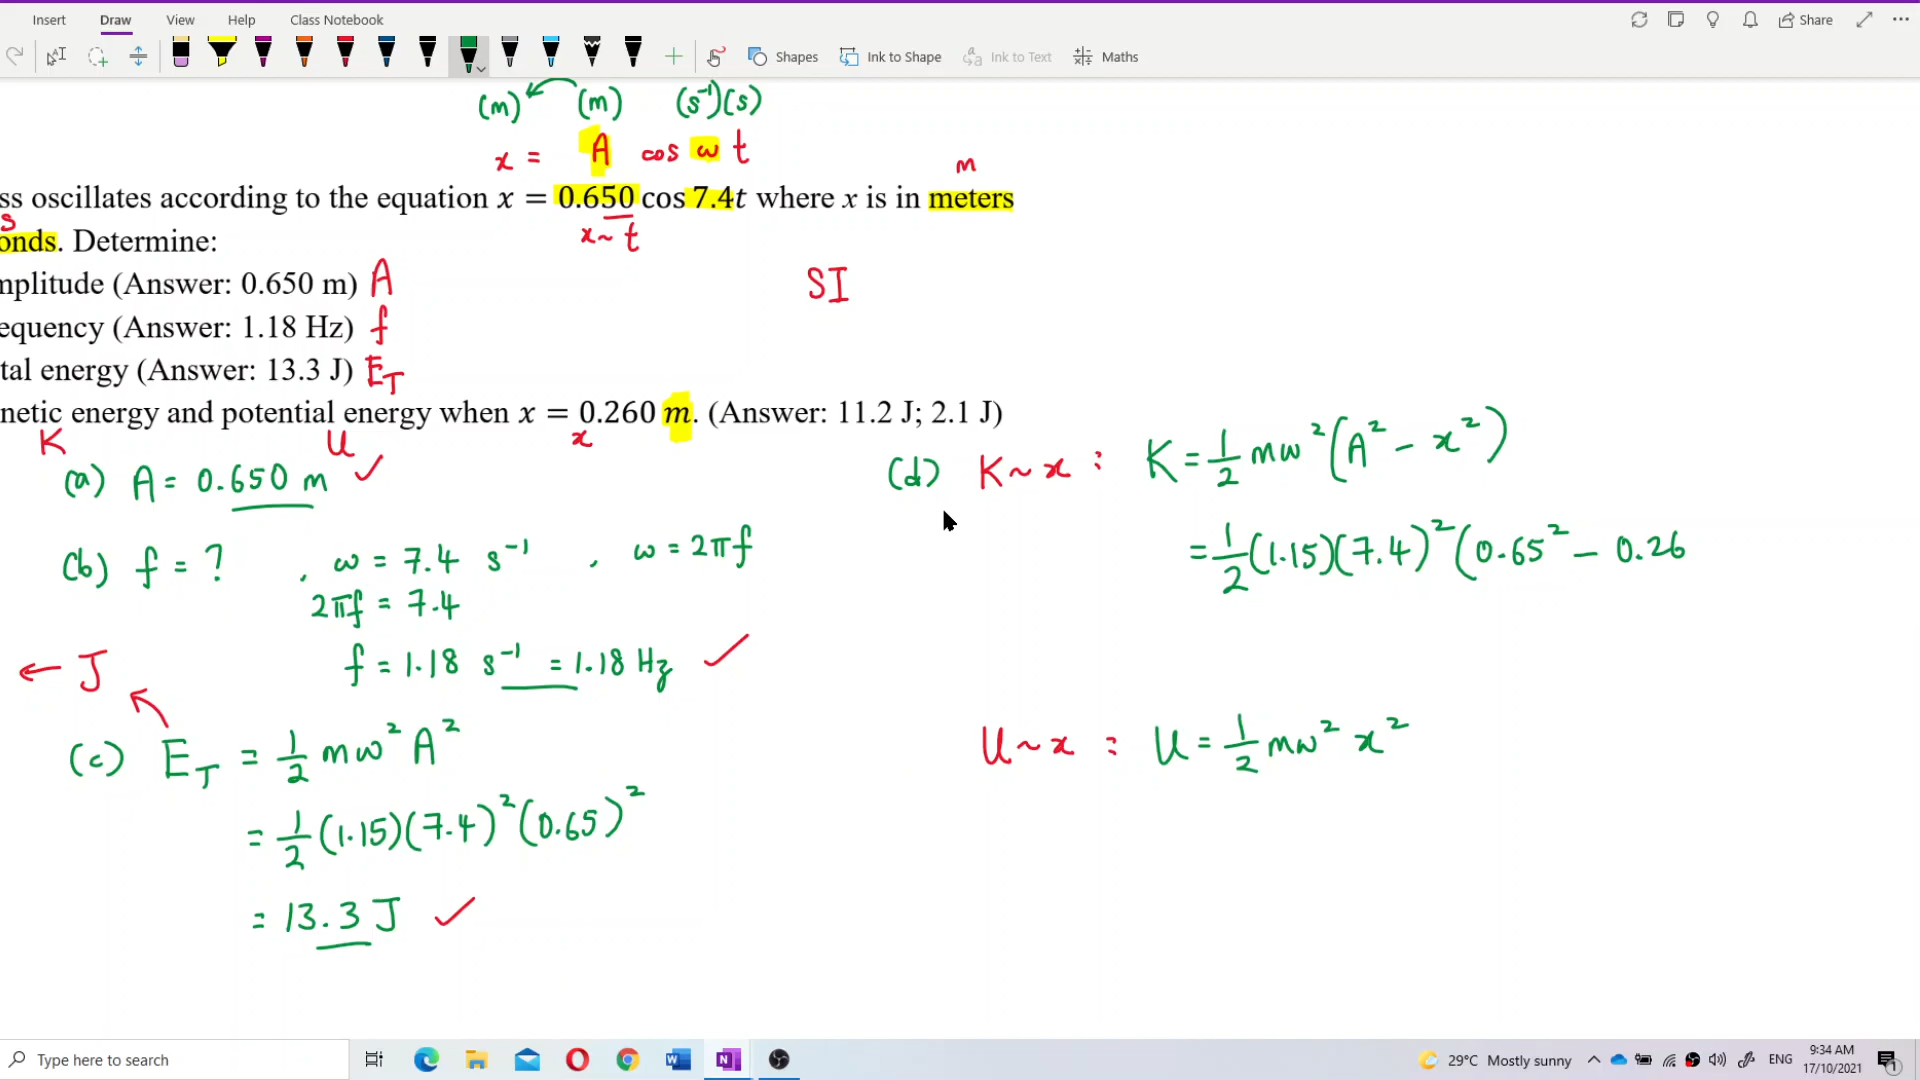 Insert Draw View Help Class Notebook Share
Shapes Ink to Shape Ink to Text Maths
(m) (m) (s⁻¹)(s)
x = A cos ω t
m
ss oscillates according to the equation x = 0.650 cos 7.4t where x is in meters
s
onds. Determine:
x ~ t
mplitude (Answer: 0.650 m) A
SI
equency (Answer: 1.18 Hz) f
tal energy (Answer: 13.3 J) E_T
netic energy and potential energy when x = 0.260 m. (Answer: 11.2 J; 2.1 J)
K U x
(a) A = 0.650 m ✓
(b) f = ? , ω = 7.4 s⁻¹ , ω = 2πf
2πf = 7.4
f = 1.18 s⁻¹ = 1.18 Hz ✓
← J
(c) E_T = 1/2 mω² A²
= 1/2 (1.15)(7.4)² (0.65)²
= 13.3 J ✓
(d) K ~ x : K = 1/2 mω² (A² - x²)
= 1/2 (1.15)(7.4)² (0.65² - 0.26
U ~ x : U = 1/2 mω² x²
Type here to search 29°C Mostly sunny ENG 9:34 AM
17/10/2021 1